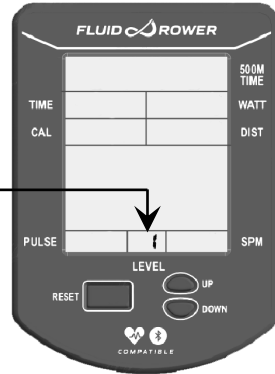 FLUID ROWER
500M
TIME
TIME WATT
CAL DIST
PULSE 1 SPM
LEVEL
RESET UP
DOWN
COMPATIBLE